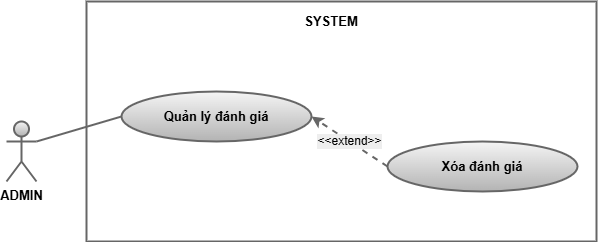 SYSTEM
Quản lý đánh giá
<<extend>>
Xóa đánh giá
ADMIN